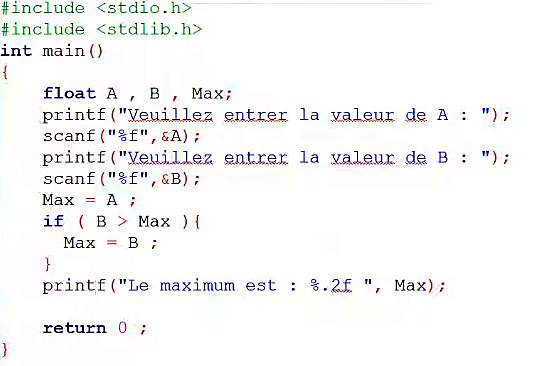 #include <stdio.h>
#include <stdlib.h>
int main()
{
float A , B , Max;
printf("Veuillez entrer la valeur de A : ");
scanf("%f",&A);
printf("Veuillez entrer la valeur de B : ");
scanf("%f",&B);
Max = A ;
if ( B > Max ){
Max = B ;
}
printf("Le maximum est : %.2f ", Max);
return 0 ;
}